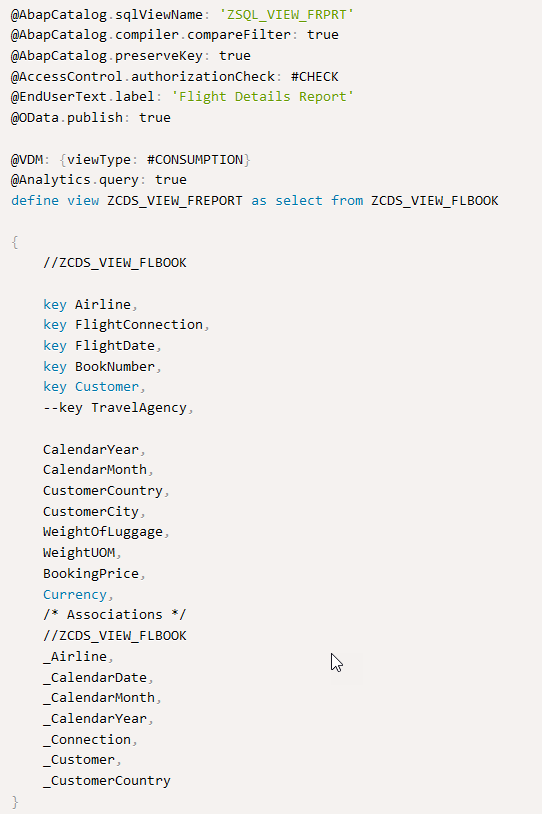 @AbapCatalog.sqlViewName: 'ZSQL_VIEW_FRPRT'
@AbapCatalog.compiler.compareFilter: true
@AbapCatalog.preserveKey: true
@AccessControl.authorizationCheck: #CHECK
@EndUserText.label: 'Flight Details Report'
@OData.publish: true
@VDM: {viewType: #CONSUMPTION}
@Analytics.query: true
define view ZCDS_VIEW_FREPORT as select from ZCDS_VIEW_FLBOOK
{
//ZCDS_VIEW_FLBOOK
key Airline,
key FlightConnection,
key FlightDate,
key BookNumber,
key Customer,
--key TravelAgency,
CalendarYear,
CalendarMonth,
CustomerCountry,
CustomerCity,
WeightOfLuggage,
WeightUOM,
BookingPrice,
Currency,
/* Associations */
//ZCDS_VIEW_FLBOOK
_Airline,
_CalendarDate,
_CalendarMonth,
_CalendarYear,
_Connection,
_Customer,
_CustomerCountry
}